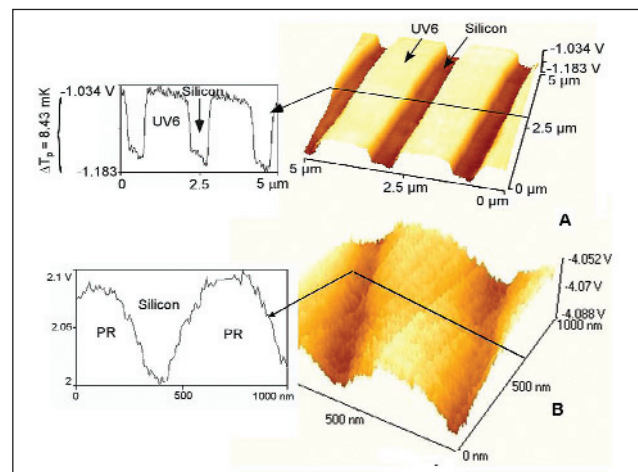 UV6
Silicon
-1.034 V
-1.183 V
5 µm
2.5 µm
0 µm
5 µm
2.5 µm
0 µm
A
ΔTp = 8.43 mK
-1.034
-1.183
Silicon
UV6
0
2.5
5 µm
2.1 V
2.05
2
Silicon
PR
PR
0
500
1000 nm
-4.052 V
-4.07 V
-4.088 V
1000 nm
500 nm
500 nm
0 nm
B